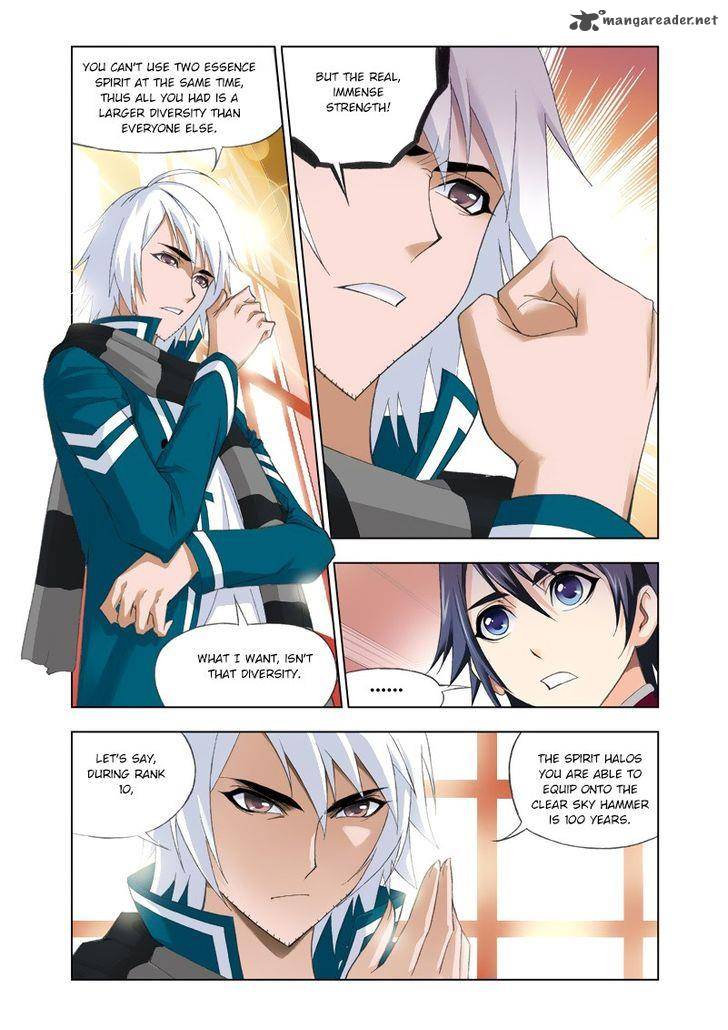 mangareader.net
YOU CAN'T USE TWO ESSENCE
SPIRIT AT THE SAME TIME,
THUS ALL YOU HAD IS A
LARGER DIVERSITY THAN
EVERYONE ELSE.
WHAT I WANT, ISN'T
THAT DIVERSITY.
BUT THE REAL,
IMMENSE
STRENGTH!
......
LET'S SAY,
DURING RANK
10,
THE SPIRIT HALOS
YOU ARE ABLE TO
EQUIP ONTO THE
CLEAR SKY HAMMER
IS 100 YEARS.